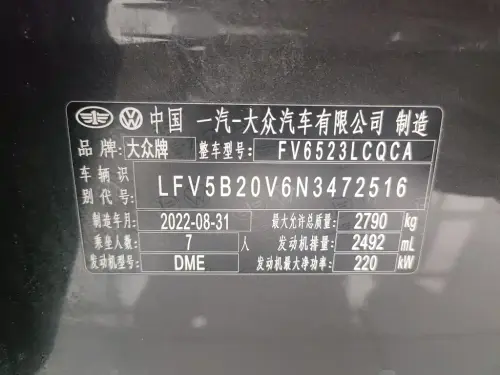 中国 一汽-大众汽车有限公司 制造
品牌: 大众牌 整车型号: FV6523LCQCA
车辆识别代号: LFV5B20V6N3472516
制造年月: 2022-08-31 最大允许总质量: 2790 kg
乘坐人数: 7 人 发动机排量: 2492 mL
发动机型号: DME 发动机最大净功率: 220 kW